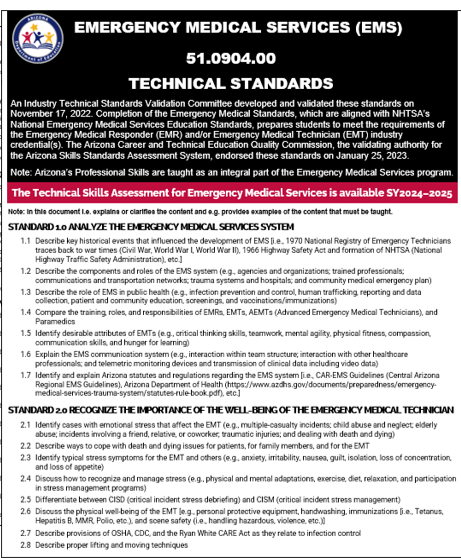 EMERGENCY MEDICAL SERVICES (EMS)
51.0904.00
TECHNICAL STANDARDS
An Industry Technical Standards Validation Committee developed and validated these standards on
November 17, 2022. Completion of the Emergency Medical Standards, which are aligned with NHTSA's
National Emergency Medical Services Education Standards, prepares students to meet the requirements of
the Emergency Medical Responder (EMR) and/or Emergency Medical Technician (EMT) industry
credential(s). The Arizona Career and Technical Education Quality Commission, the validating authority for
the Arizona Skills Standards Assessment System, endorsed these standards on January 25, 2023.
Note: Arizona's Professional Skills are taught as an integral part of the Emergency Medical Services program.
The Technical Skills Assessment for Emergency Medical Services is available SY2024–2025
Note: In this document i.e. explains or clarifies the content and e.g. provides examples of the content that must be taught.
STANDARD 1.0 ANALYZE THE EMERGENCY MEDICAL SERVICES SYSTEM
1.1 Describe key historical events that influenced the development of EMS [i.e., 1970 National Registry of Emergency Technicians
traces back to war times (Civil War, World War I, World War II), 1966 Highway Safety Act and formation of NHTSA (National
Highway Traffic Safety Administration), etc.]
1.2 Describe the components and roles of the EMS system (e.g., agencies and organizations; trained professionals;
communications and transportation networks; trauma systems and hospitals; and community medical emergency plan)
1.3 Describe the role of EMS in public health (e.g., infection prevention and control, human trafficking, reporting and data
collection, patient and community education, screenings, and vaccinations/immunizations)
1.4 Compare the training, roles, and responsibilities of EMRs, EMTs, AEMTs (Advanced Emergency Medical Technicians), and
Paramedics
1.5 Identify desirable attributes of EMTs (e.g., critical thinking skills, teamwork, mental agility, physical fitness, compassion,
communication skills, and hunger for learning)
1.6 Explain the EMS communication system (e.g., interaction within team structure; interaction with other healthcare
professionals; and telemetric monitoring devices and transmission of clinical data including video data)
1.7 Identify and explain Arizona statutes and regulations regarding the EMS system [i.e., CAR-EMS Guidelines (Central Arizona
Regional EMS Guidelines), Arizona Department of Health (https://www.azdhs.gov/documents/preparedness/emergency-
medical-services-trauma-system/statutes-rule-book.pdf), etc.]
STANDARD 2.0 RECOGNIZE THE IMPORTANCE OF THE WELL-BEING OF THE EMERGENCY MEDICAL TECHNICIAN
2.1 Identify cases with emotional stress that affect the EMT (e.g., multiple-casualty incidents; child abuse and neglect; elderly
abuse; incidents involving a friend, relative, or coworker; traumatic injuries; and dealing with death and dying)
2.2 Describe ways to cope with death and dying issues for patients, for family members, and for the EMT
2.3 Identify typical stress symptoms for the EMT and others (e.g., anxiety, irritability, nausea, guilt, isolation, loss of concentration,
and loss of appetite)
2.4 Discuss how to recognize and manage stress (e.g., physical and mental adaptations, exercise, diet, relaxation, and participation
in stress management programs)
2.5 Differentiate between CISD (critical incident stress debriefing) and CISM (critical incident stress management)
2.6 Discuss the physical well-being of the EMT [e.g., personal protective equipment, handwashing, immunizations [i.e., Tetanus,
Hepatitis B, MMR, Polio, etc.), and scene safety (i.e., handling hazardous, violence, etc.)]
2.7 Describe provisions of OSHA, CDC, and the Ryan White CARE Act as they relate to infection control
2.8 Describe proper lifting and moving techniques